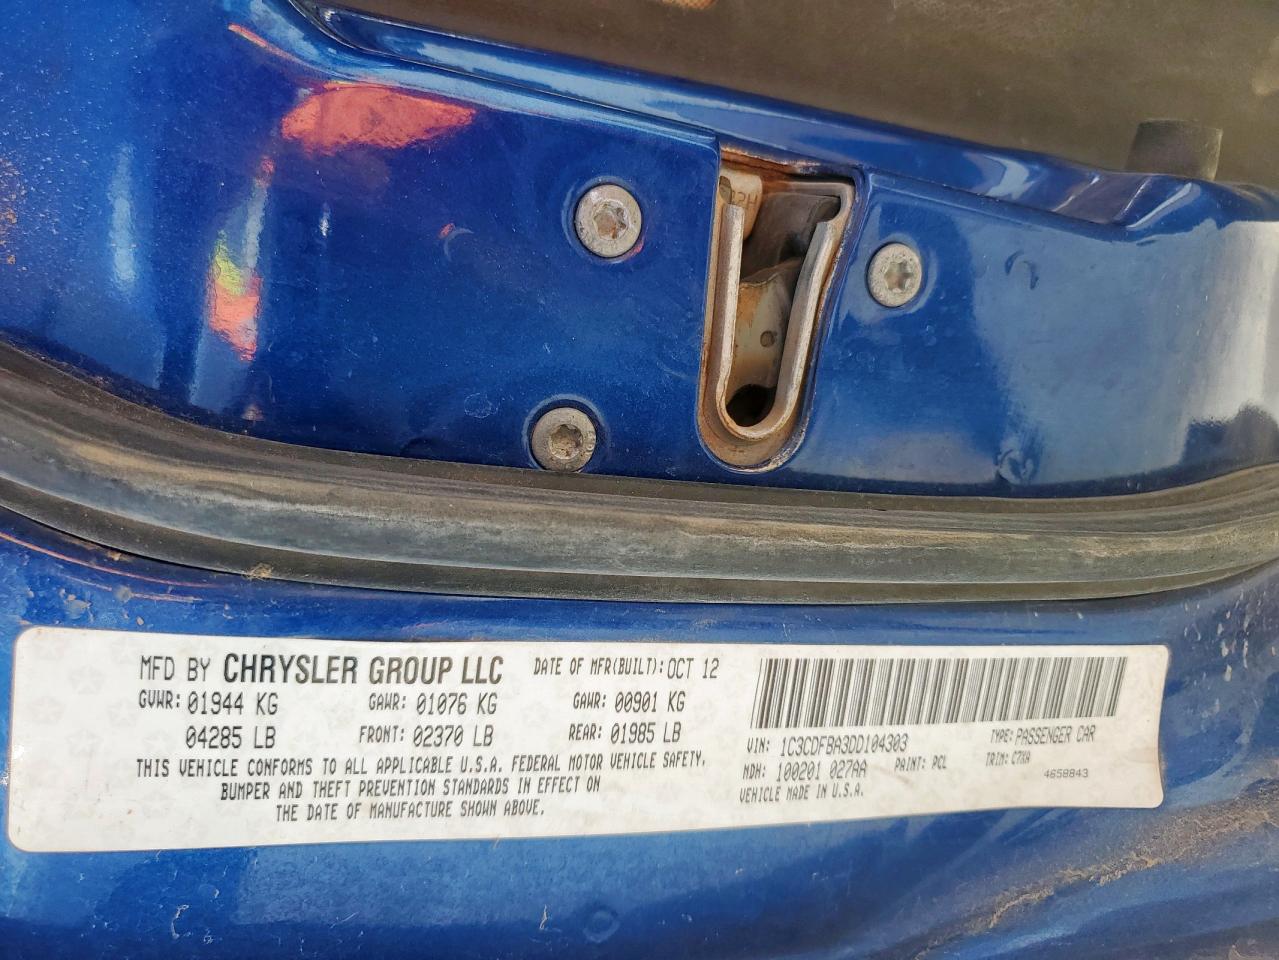 MFD BY CHRYSLER GROUP LLC DATE OF MFR(BUILT): OCT 12
GVWR: 01944 KG GAWR: 01076 KG GAWR: 00901 KG
04285 LB FRONT: 02370 LB REAR: 01985 LB
THIS VEHICLE CONFORMS TO ALL APPLICABLE U.S.A. FEDERAL MOTOR VEHICLE SAFETY,
BUMPER AND THEFT PREVENTION STANDARDS IN EFFECT ON
THE DATE OF MANUFACTURE SHOWN ABOVE.
VIN: 1C3CDFBA3DD104303 TYPE: PASSENGER CAR
MDH: 100201 027AA PAINT: PCL TRIM: C7XA
VEHICLE MADE IN U.S.A. 4658843